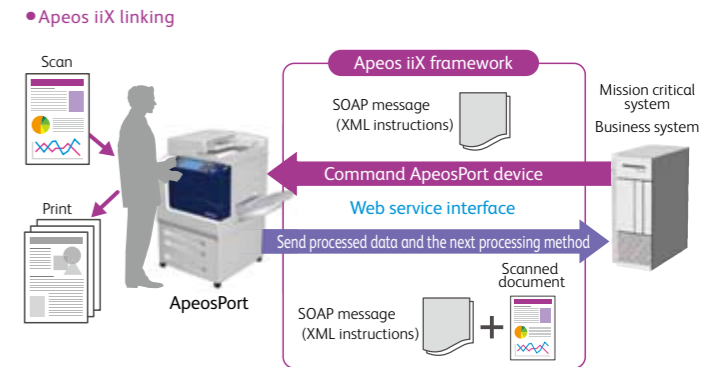 •Apeos iiX linking
Scan
Print
ApeosPort
Apeos iiX framework
SOAP message
(XML instructions)
Command ApeosPort device
Web service interface
Send processed data and the next processing method
SOAP message
(XML instructions)
+
Scanned
document
Mission critical
system
Business system